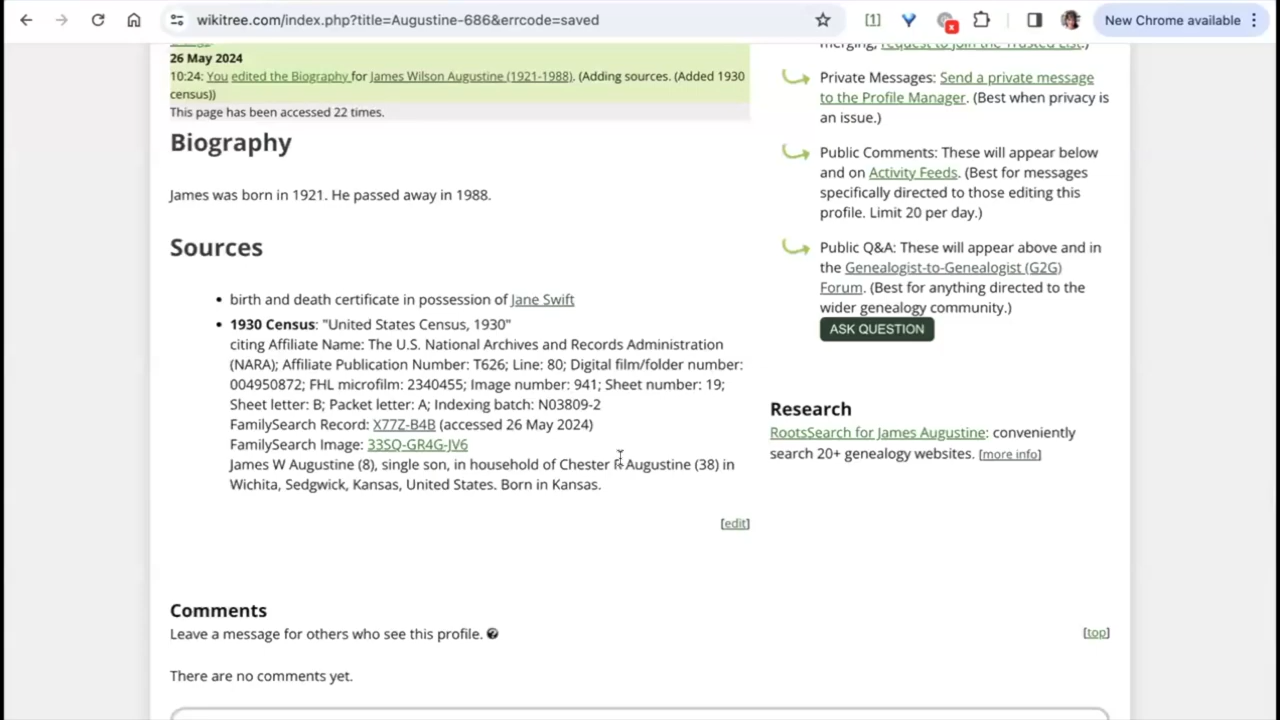 wikitree.com/index.php?title=Augustine-686&errcode=saved
[1]
New Chrome available
26 May 2024
10:24: You edited the Biography for James Wilson Augustine (1921-1988). (Adding sources. (Added 1930
census))
This page has been accessed 22 times.
Biography
James was born in 1921. He passed away in 1988.
Sources
• birth and death certificate in possession of Jane Swift
• 1930 Census: "United States Census, 1930"
citing Affiliate Name: The U.S. National Archives and Records Administration
(NARA); Affiliate Publication Number: T626; Line: 80; Digital film/folder number:
004950872; FHL microfilm: 2340455; Image number: 941; Sheet number: 19;
Sheet letter: B; Packet letter: A; Indexing batch: N03809-2
FamilySearch Record: X77Z-B4B (accessed 26 May 2024)
FamilySearch Image: 33SQ-GR4G-JV6
James W Augustine (8), single son, in household of Chester Augustine (38) in
Wichita, Sedgwick, Kansas, United States. Born in Kansas.
[edit]
merging, request to join the Trusted List.)
Private Messages: Send a private message
to the Profile Manager. (Best when privacy is
an issue.)
Public Comments: These will appear below
and on Activity Feeds. (Best for messages
specifically directed to those editing this
profile. Limit 20 per day.)
Public Q&A: These will appear above and in
the Genealogist-to-Genealogist (G2G)
Forum. (Best for anything directed to the
wider genealogy community.)
ASK QUESTION
Research
RootsSearch for James Augustine: conveniently
search 20+ genealogy websites. [more info]
Comments
Leave a message for others who see this profile.
[top]
There are no comments yet.